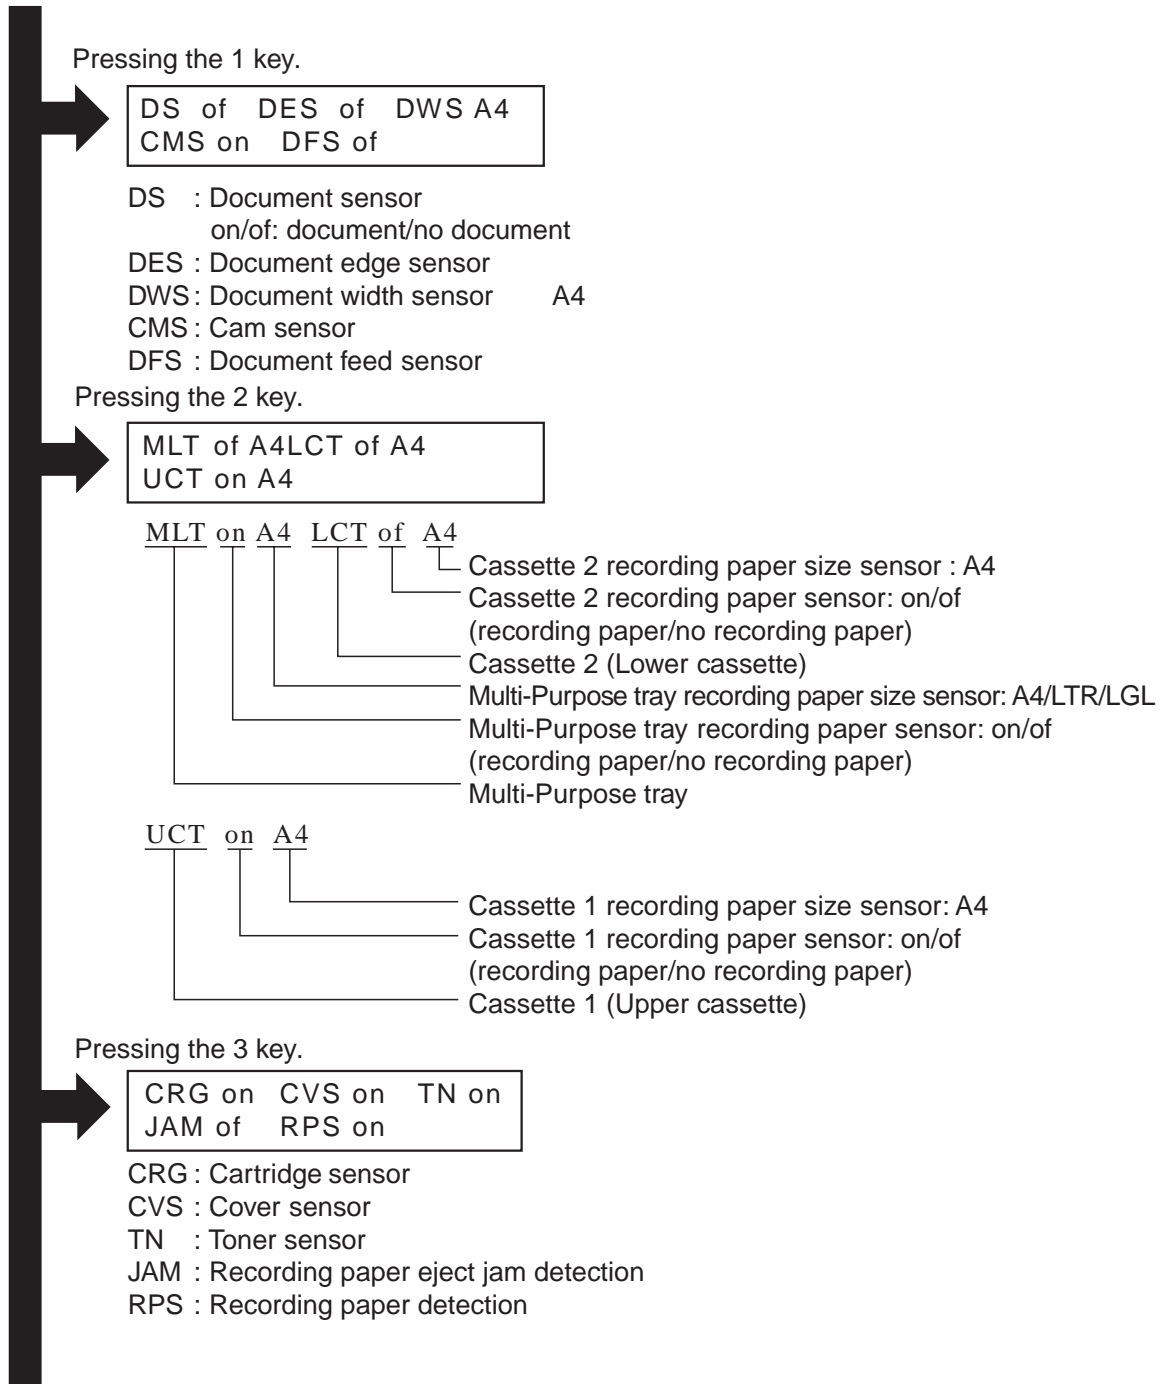 Pressing the 1 key.
DS of DES of DWS A4
CMS on DFS of
DS : Document sensor
on/of: document/no document
DES : Document edge sensor
DWS : Document width sensor A4
CMS : Cam sensor
DFS : Document feed sensor
Pressing the 2 key.
MLT of A4LCT of A4
UCT on A4
MLT on A4 LCT of A4
Cassette 2 recording paper size sensor : A4
Cassette 2 recording paper sensor: on/of
(recording paper/no recording paper)
Cassette 2 (Lower cassette)
Multi-Purpose tray recording paper size sensor: A4/LTR/LGL
Multi-Purpose tray recording paper sensor: on/of
(recording paper/no recording paper)
Multi-Purpose tray
UCT on A4
Cassette 1 recording paper size sensor: A4
Cassette 1 recording paper sensor: on/of
(recording paper/no recording paper)
Cassette 1 (Upper cassette)
Pressing the 3 key.
CRG on CVS on TN on
JAM of RPS on
CRG : Cartridge sensor
CVS : Cover sensor
TN : Toner sensor
JAM : Recording paper eject jam detection
RPS : Recording paper detection